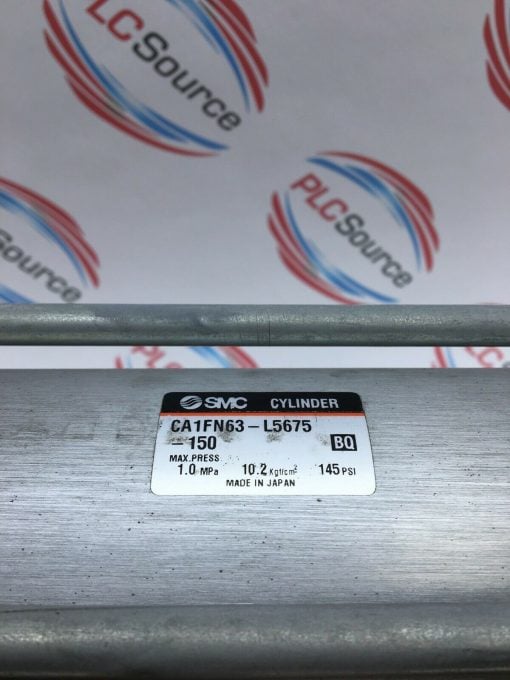 PLC Source
PLC Source
PLC Source
SMC CYLINDER
CA1FN63-L5675
-150 BQ
MAX.PRESS
1.0 MPa 10.2 Kgf/cm² 145 PSI
MADE IN JAPAN